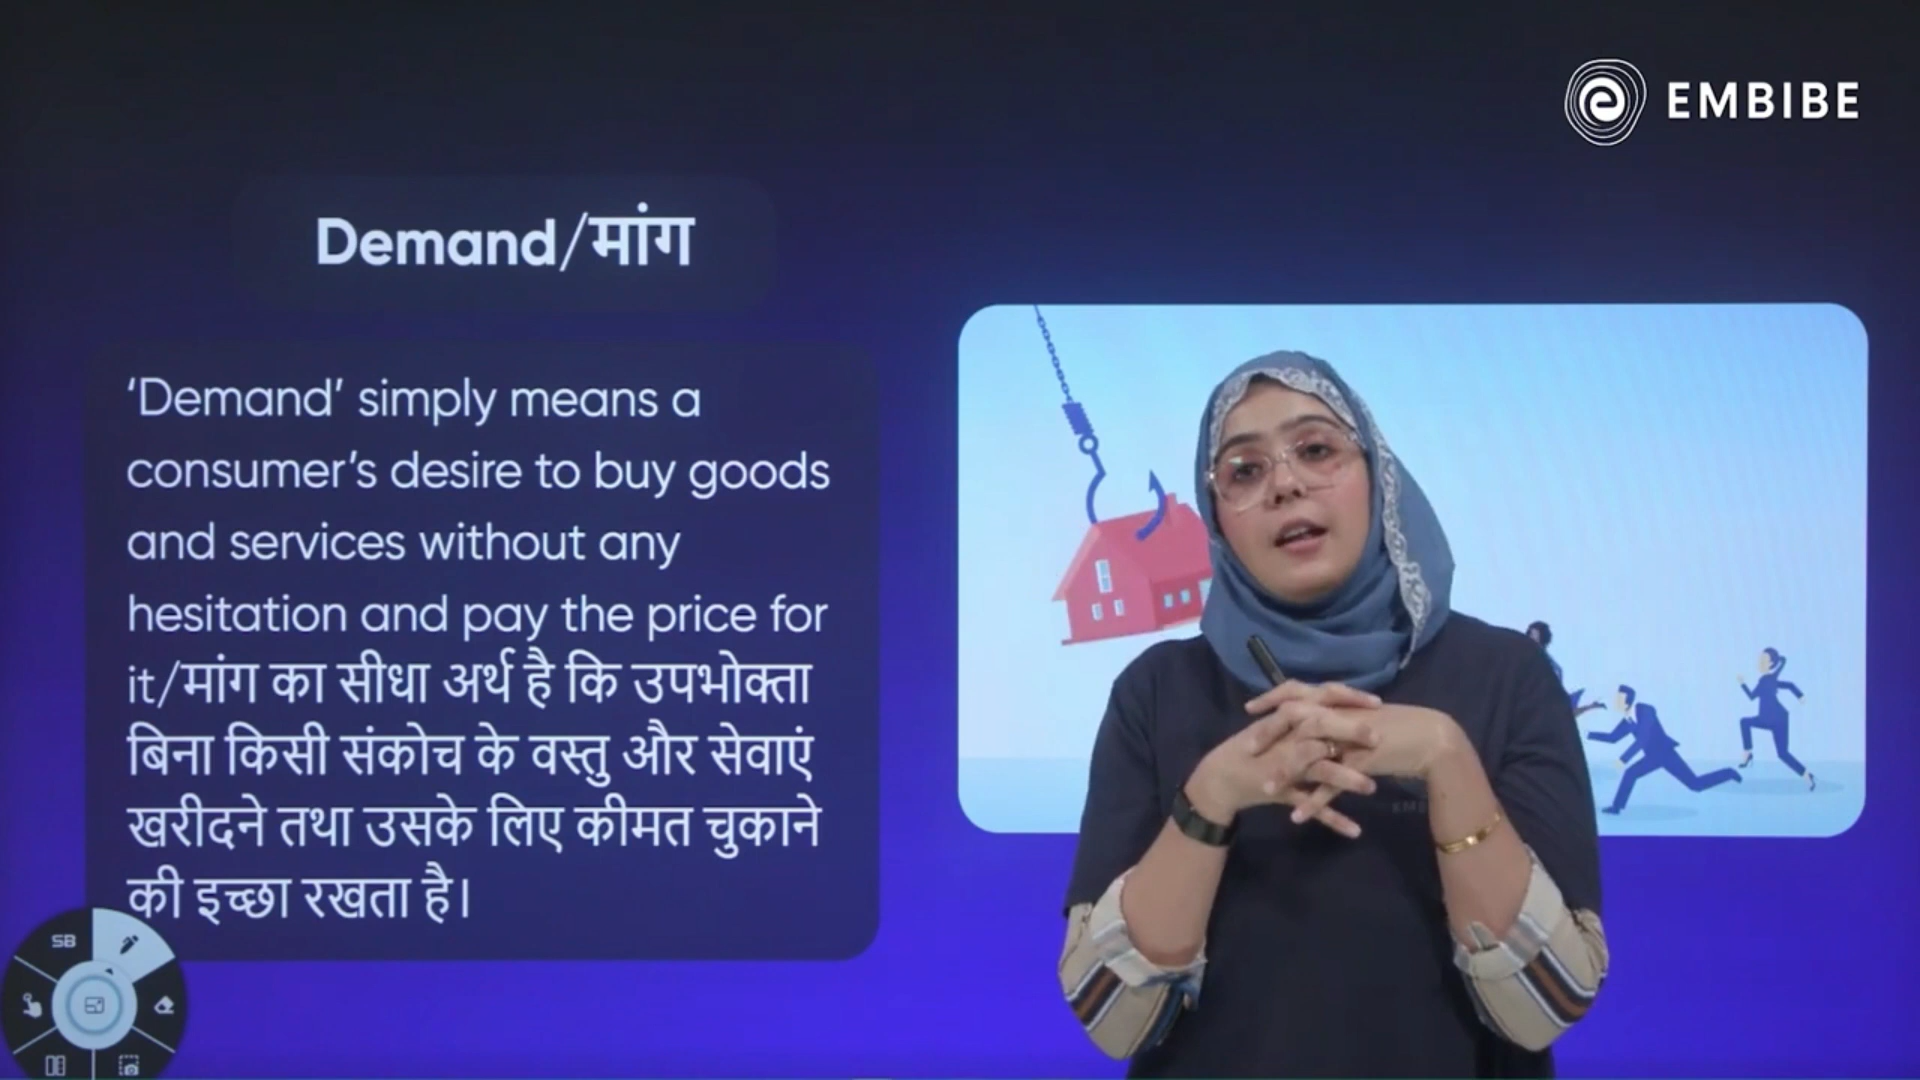 EMBIBE
Demand/मांग
‘Demand’ simply means a
consumer’s desire to buy goods
and services without any
hesitation and pay the price for
it/मांग का सीधा अर्थ है कि उपभोक्ता
बिना किसी संकोच के वस्तु और सेवाएं
खरीदने तथा उसके लिए कीमत चुकाने
की इच्छा रखता है।
SB